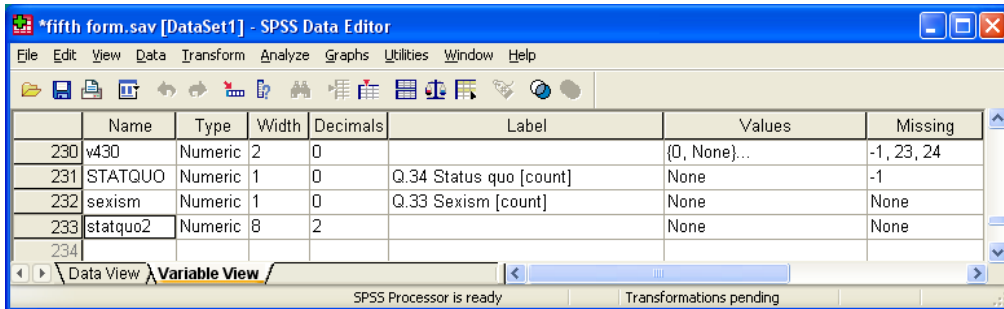 *fifth form.sav [DataSet1] - SPSS Data Editor
File Edit View Data Transform Analyze Graphs Utilities Window Help
Name Type Width Decimals Label Values Missing
230 v430 Numeric 2 0 {0, None}... -1, 23, 24
231 STATQUO Numeric 1 0 Q.34 Status quo [count] None -1
232 sexism Numeric 1 0 Q.33 Sexism [count] None None
233 statquo2 Numeric 8 2 None None
234
Data View Variable View
SPSS Processor is ready Transformations pending